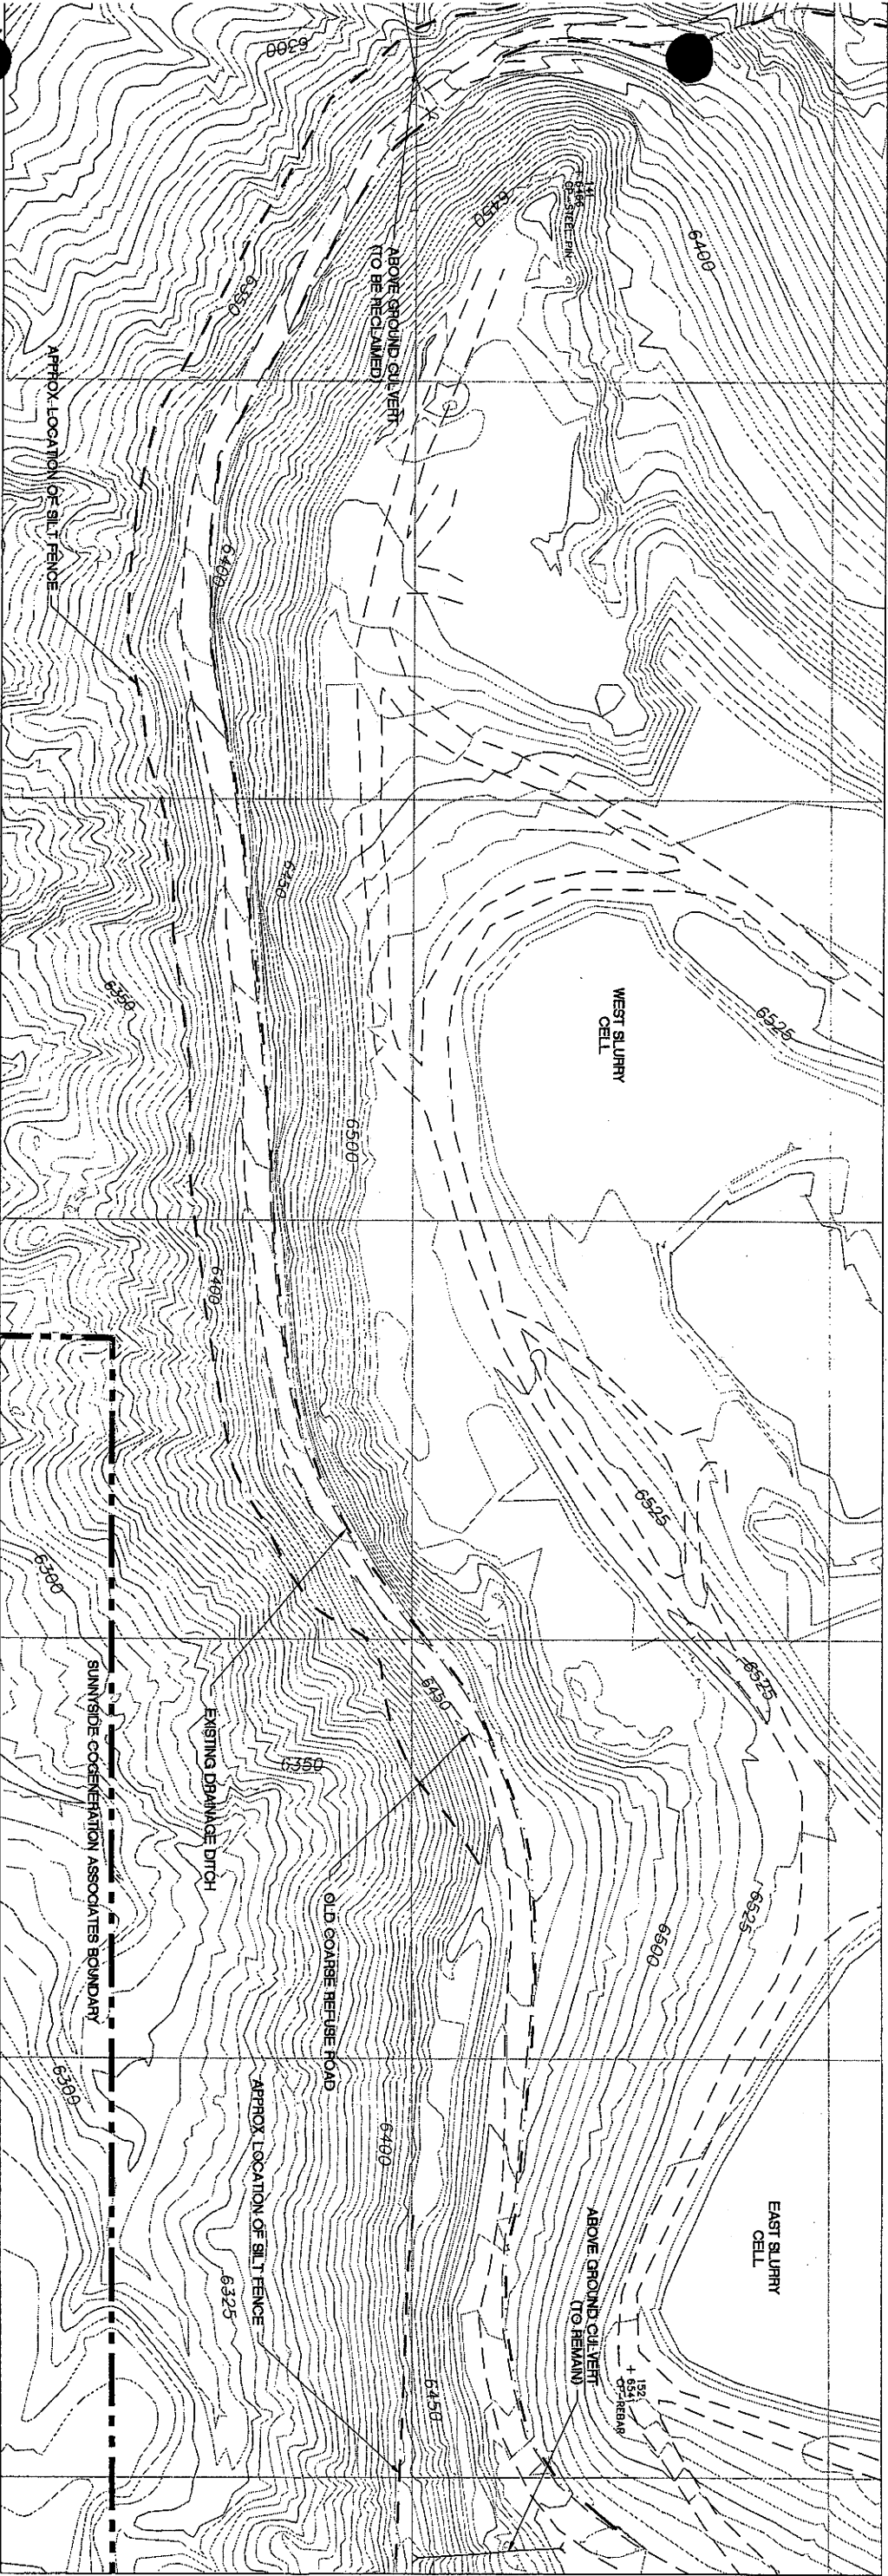 6300
141
6466
CP-STEEL PIN
6450
6400
ABOVE GROUND CULVERT
(TO BE RECLAIMED)
6350
APPROX. LOCATION OF SILT FENCE
6400
6450
WEST SLURRY
CELL
6525
6350
6500
6400
6525
6300
6525
SUNNYSIDE COGENERATION ASSOCIATES BOUNDARY
6450
EXISTING DRAINAGE DITCH
6350
OLD COARSE REFUSE ROAD
6525
6500
6300
6400
APPROX. LOCATION OF SILT FENCE
EAST SLURRY
CELL
6325
ABOVE GROUND CULVERT
(TO REMAIN)
152
CP-REBAR
6450